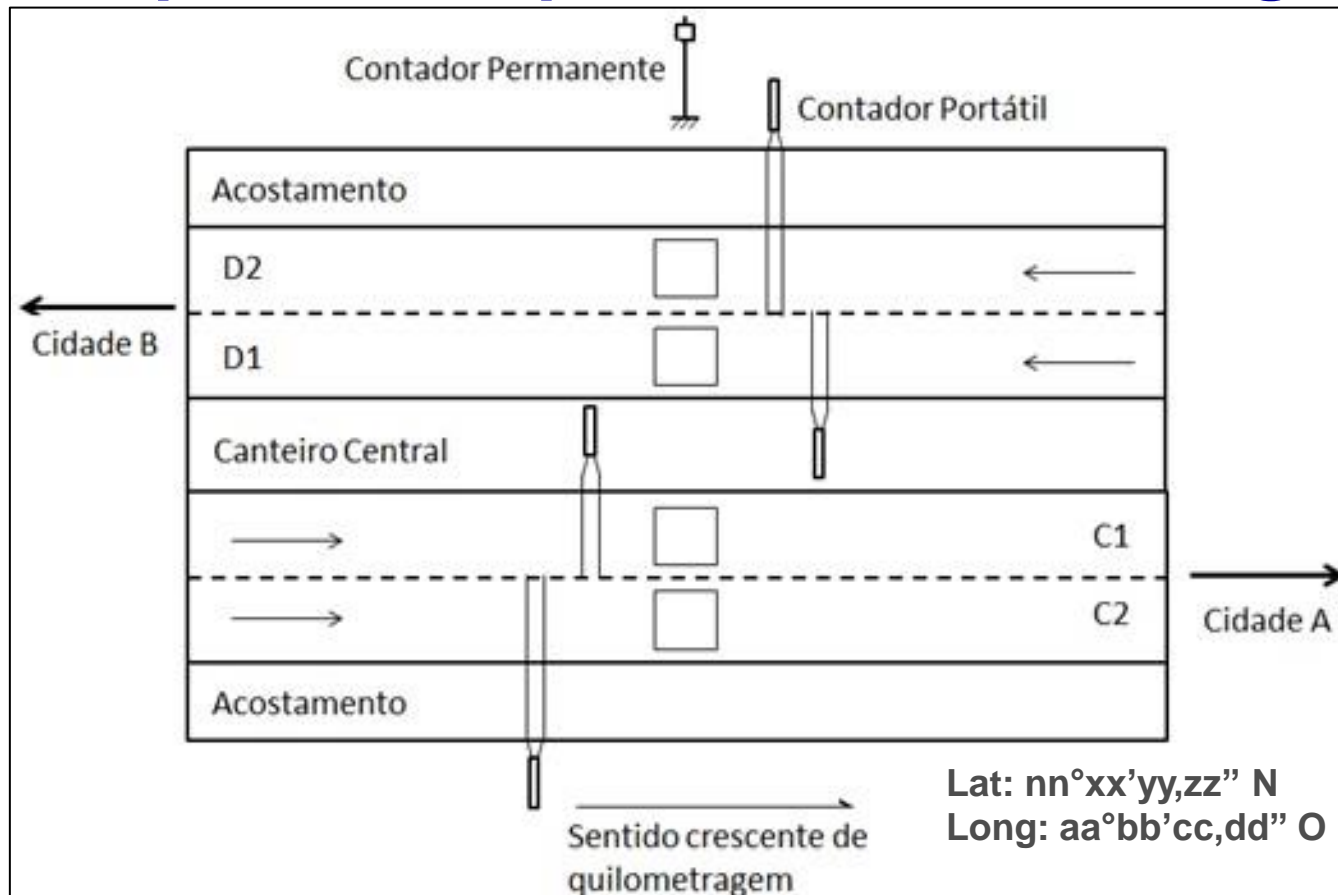 Contador Permanente
Contador Portátil
Acostamento
D2
Cidade B
D1
Canteiro Central
C1
C2
Cidade A
Acostamento
Lat: nn°xx’yy,zz” N
Long: aa°bb’cc,dd” O
Sentido crescente de
quilometragem